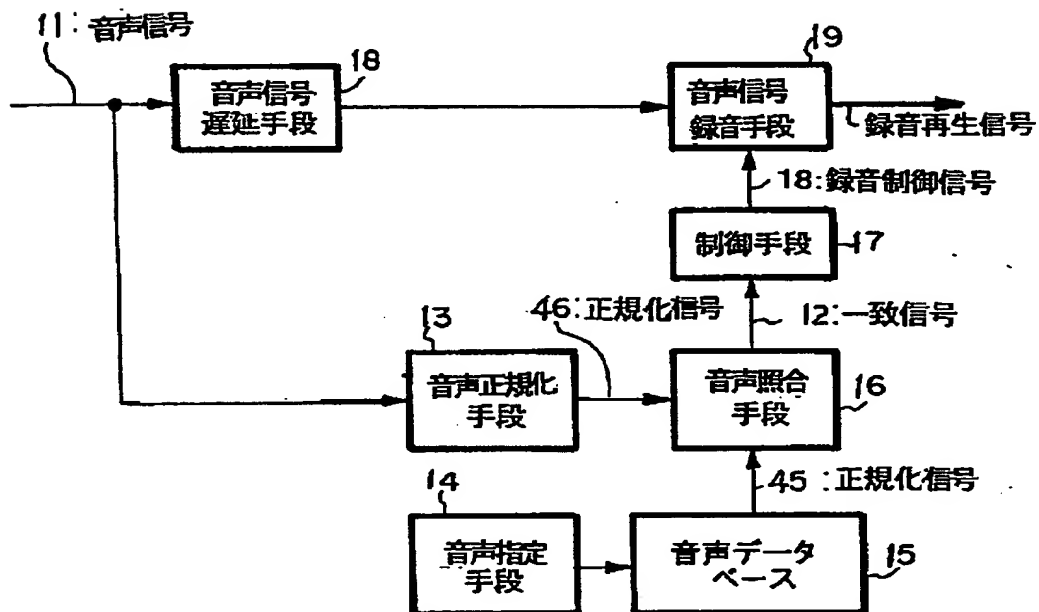 11:音声信号
18
音声信号
遅延手段
19
音声信号
録音手段
録音再生信号
18:録音制御信号
制御手段
17
12:一致信号
13
音声正規化
手段
46:正規化信号
音声照合
手段
16
45:正規化信号
14
音声指定
手段
音声データ
ベース
15